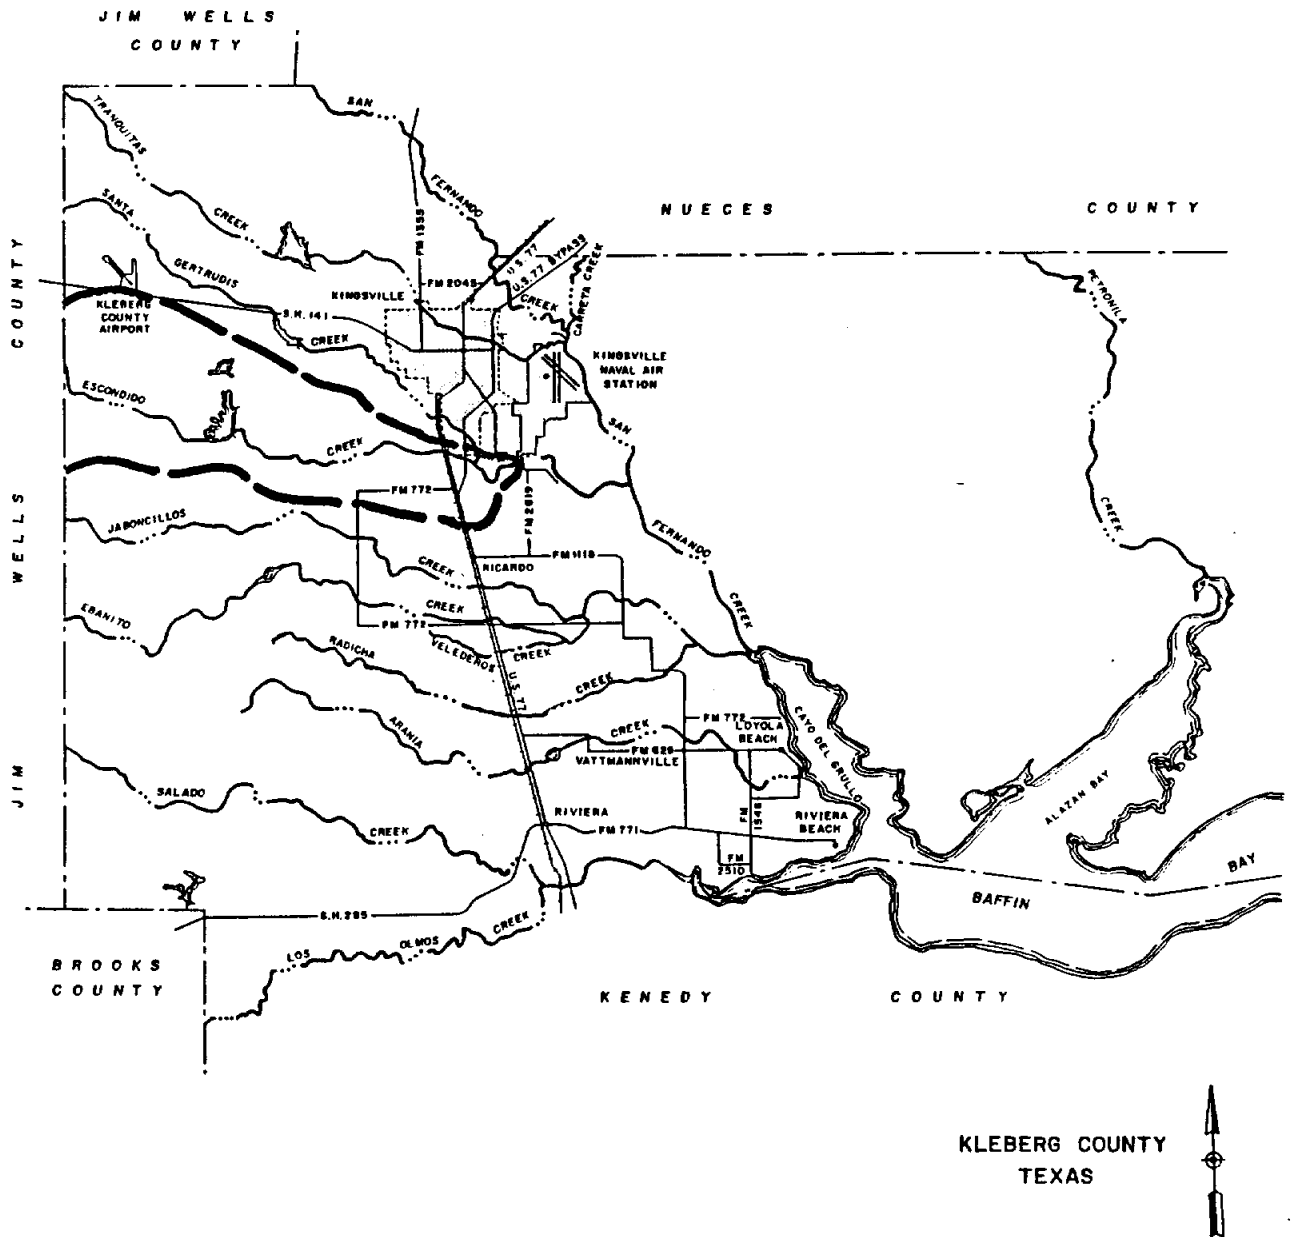 JIM WELLS
COUNTY
SAN
TRANQUITAS
FERNANDO
SANTA
CREEK
NUECES COUNTY
FM 1355
U.S. 77
U.S. 77 BYPASS
CARRETA CREEK
GERTRUDIS
FM 2045
PETRONILA
KINGSVILLE
CREEK
KLEBERG
COUNTY
AIRPORT
S.H. 141
CREEK
KINGSVILLE
NAVAL AIR
STATION
JIM WELLS COUNTY
ESCONDIDO
SAN
CREEK
FM 772
FM 2619
CREEK
JABONCILLOS
FERNANDO
FM 1118
CREEK
RICARDO
EBANITO
CREEK
CREEK
FM 772
RADICHA
VELEDEROS
CREEK
U.S. 77
CREEK
ARANIA
CREEK
FM 772
LOYOLA
BEACH
CAYO DEL GRULLO
FM 628
VATTMANNVILLE
SALADO
ALAZAN BAY
RIVIERA
FM
1546
RIVIERA
BEACH
CREEK
FM 771
FM
2510
BAFFIN BAY
S.H. 285
CREEK
LOS OLMOS
BROOKS
COUNTY
KENEDY COUNTY
KLEBERG COUNTY
TEXAS